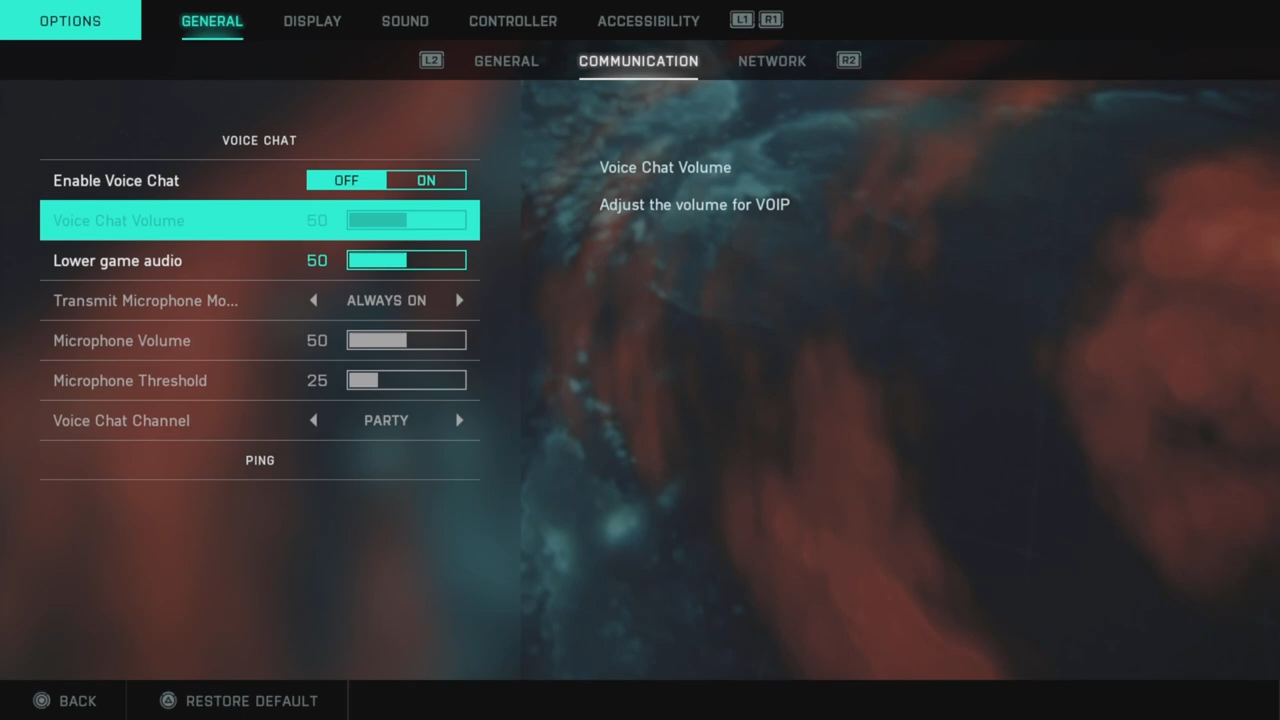 OPTIONS GENERAL DISPLAY SOUND CONTROLLER ACCESSIBILITY L1 R1
L2 GENERAL COMMUNICATION NETWORK R2
VOICE CHAT
Enable Voice Chat OFF ON
Voice Chat Volume 50
Lower game audio 50
Transmit Microphone Mo... ALWAYS ON
Microphone Volume 50
Microphone Threshold 25
Voice Chat Channel PARTY
PING
Voice Chat Volume
Adjust the volume for VOIP
BACK RESTORE DEFAULT